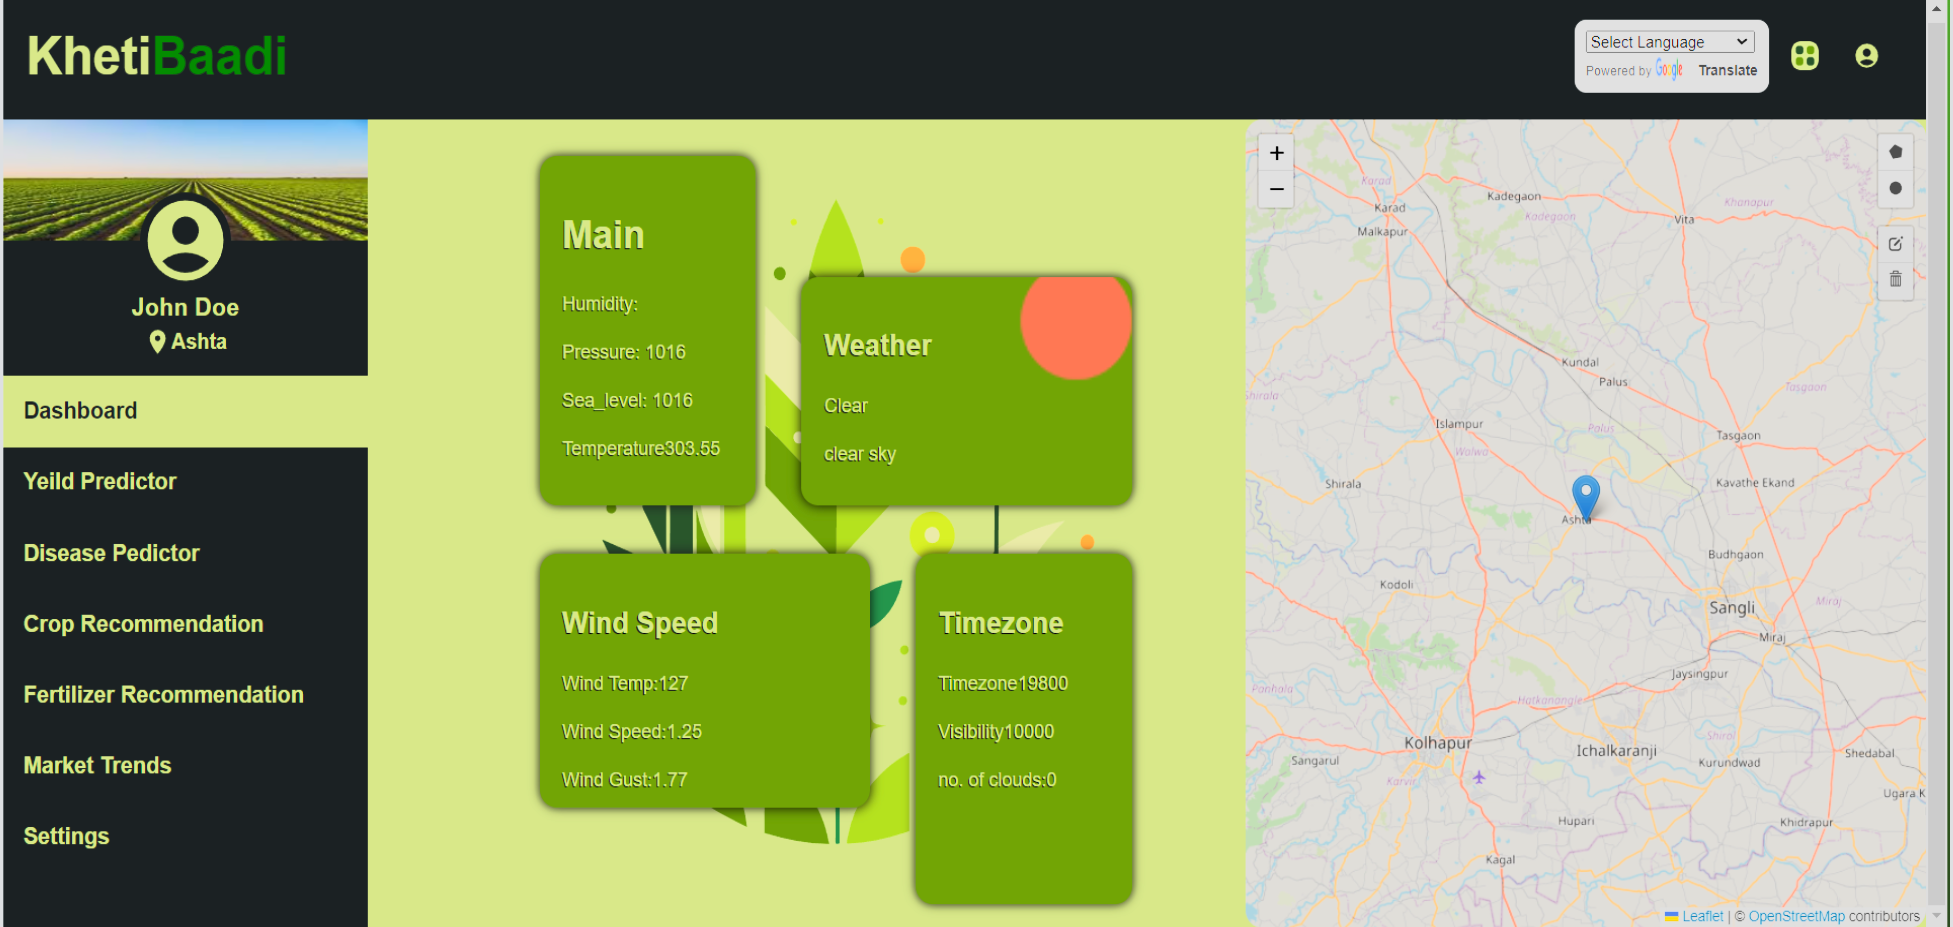 KhetiBaadi
Select Language
Powered by Google Translate
John Doe
Ashta
Dashboard
Yeild Predictor
Disease Pedictor
Crop Recommendation
Fertilizer Recommendation
Market Trends
Settings
Main
Humidity:
Pressure: 1016
Sea_level: 1016
Temperature303.55
Weather
Clear
clear sky
Wind Speed
Wind Temp:127
Wind Speed:1.25
Wind Gust:1.77
Timezone
Timezone19800
Visibility10000
no. of clouds:0
+
−
Karad
Karad
Malkapur
Kadegaon
Kadegaon
Khanapur
Vita
Kundal
Palus
Tasgaon
Shirala
Islampur
Palus
Tasgaon
Walwa
Shirala
Kavathe Ekand
Ashta
Budhgaon
Kodoli
Sangli
Miraj
Miraj
Jaysingpur
Panhala
Hatkanangle
Kolhapur
Shirol
Ichalkaranji
Shedabal
Sangarul
Kurundwad
Karvir
Ugara K
Hupari
Khidrapur
Kagal
Leaflet | © OpenStreetMap contributors